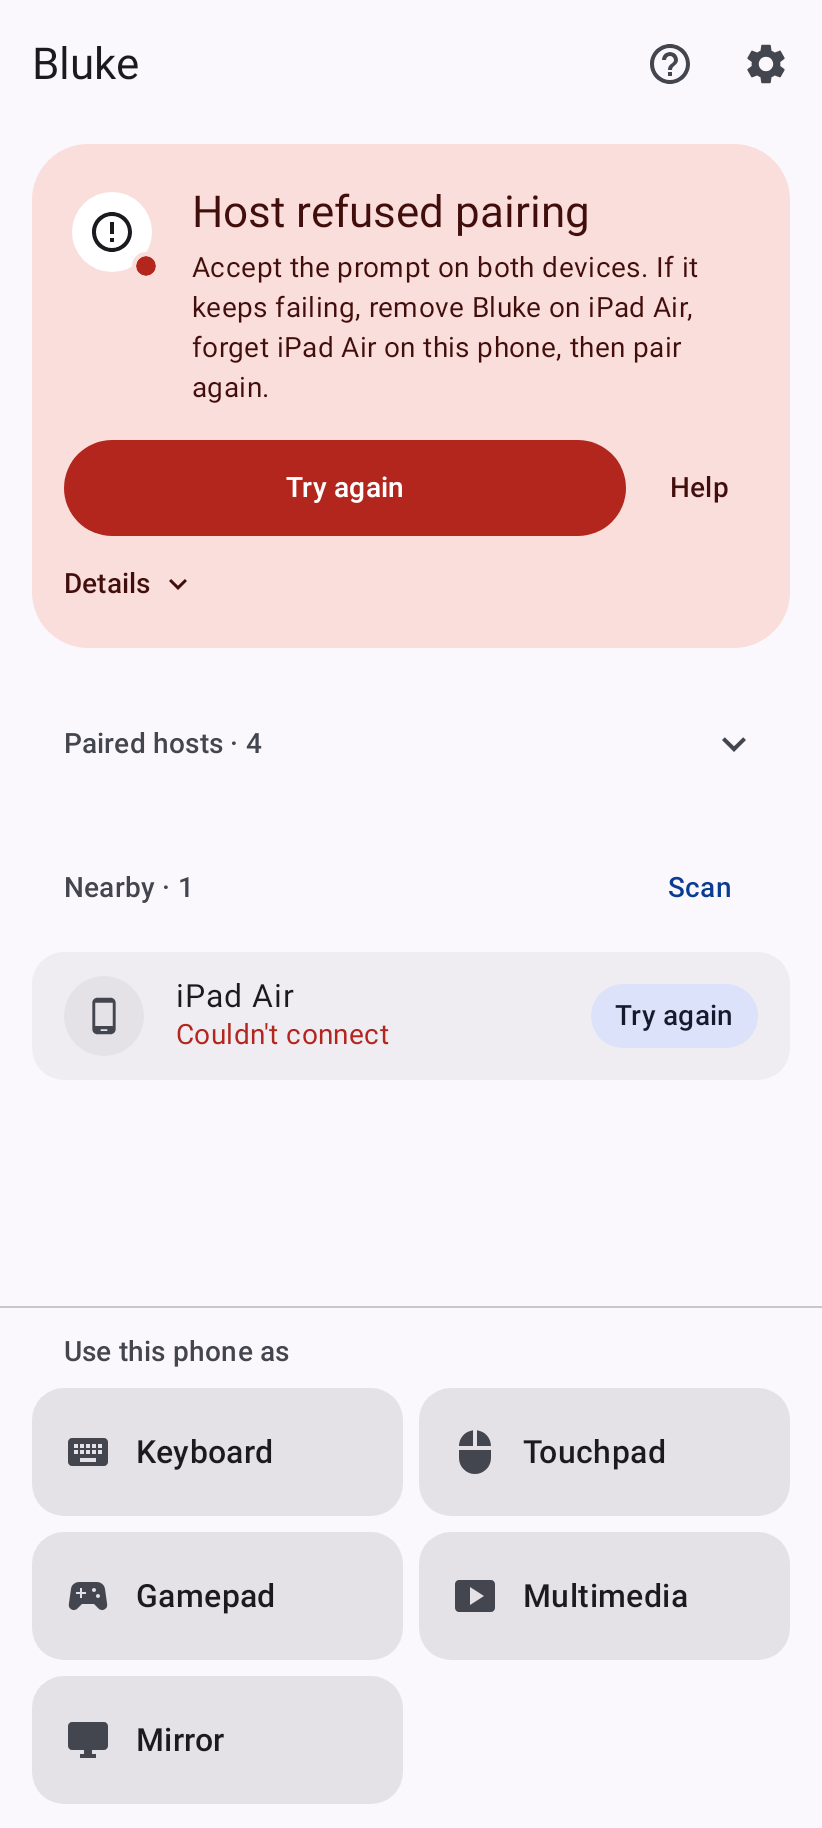 Bluke
Host refused pairing
Accept the prompt on both devices. If it
keeps failing, remove Bluke on iPad Air,
forget iPad Air on this phone, then pair
again.
Try again
Help
Details
Paired hosts · 4
Nearby · 1
Scan
iPad Air
Couldn't connect
Try again
Use this phone as
Keyboard
Touchpad
Gamepad
Multimedia
Mirror